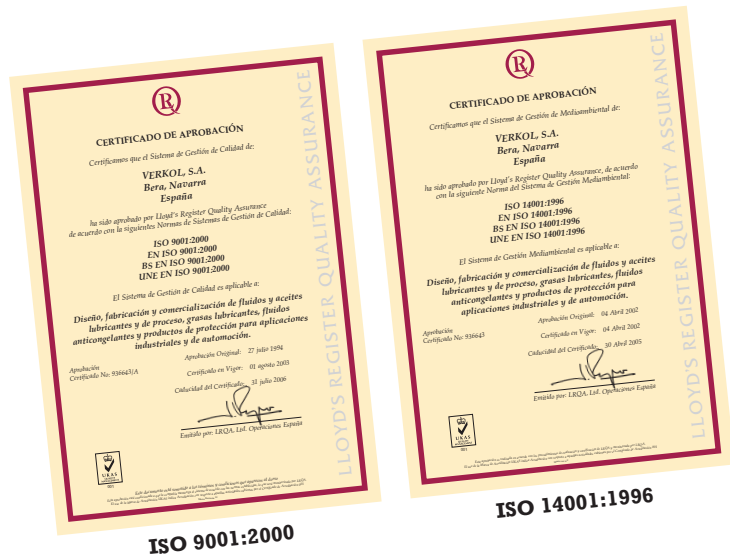 R
CERTIFICADO DE APROBACIÓN
Certificamos que el Sistema de Gestión de Calidad de:
VERKOL, S.A.
Bera, Navarra
España
ha sido aprobado por Lloyd's Register Quality Assurance
de acuerdo con la siguientes Normas de Sistemas de Gestión de Calidad:
ISO 9001:2000
EN ISO 9001:2000
BS EN ISO 9001:2000
UNE EN ISO 9001:2000
El Sistema de Gestión de Calidad es aplicable a:
Diseño, fabricación y comercialización de fluidos y aceites
lubricantes y de proceso, grasas lubricantes, fluidos
anticongelantes y productos de protección para aplicaciones
industriales y de automoción.
Aprobación
Certificado No: 936643/A
Aprobación Original: 27 julio 1994
Certificado en Vigor: 01 agosto 2003
Caducidad del Certificado: 31 julio 2006
Emitido por: LRQA, Ltd. Operaciones España
UKAS
001
LLOYD'S REGISTER QUALITY ASSURANCE
ISO 9001:2000
R
CERTIFICADO DE APROBACIÓN
Certificamos que el Sistema de Gestión de Medioambiental de:
VERKOL, S.A.
Bera, Navarra
España
ha sido aprobado por Lloyd's Register Quality Assurance, de acuerdo
con la siguiente Norma del Sistema de Gestión Mediambiental:
ISO 14001:1996
EN ISO 14001:1996
BS EN ISO 14001:1996
UNE EN ISO 14001:1996
El Sistema de Gestión Mediambiental es aplicable a:
Diseño, fabricación y comercialización de fluidos y aceites
lubricantes y de proceso, grasas lubricantes, fluidos
anticongelantes y productos de protección para
aplicaciones industriales y de automoción.
Aprobación
Certificado No: 936643
Aprobación Original: 04 Abril 2002
Certificado en Vigor: 04 Abril 2002
Caducidad del Certificado: 30 Abril 2005
Emitido por: LRQA, Ltd. Operaciones España
UKAS
001
LLOYD'S REGISTER QUALITY ASSURANCE
ISO 14001:1996